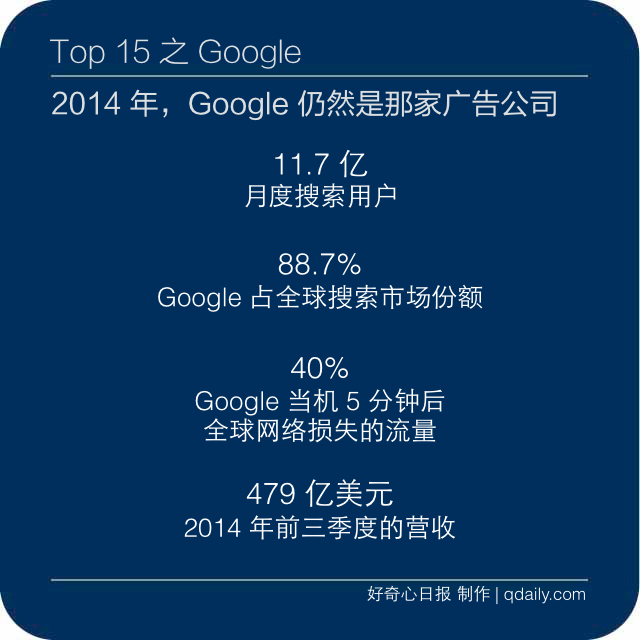 Top 15 之 Google
2014 年，Google 仍然是那家广告公司
11.7 亿
月度搜索用户
88.7%
Google 占全球搜索市场份额
40%
Google 当机 5 分钟后
全球网络损失的流量
479 亿美元
2014 年前三季度的营收
好奇心日报 制作 | qdaily.com